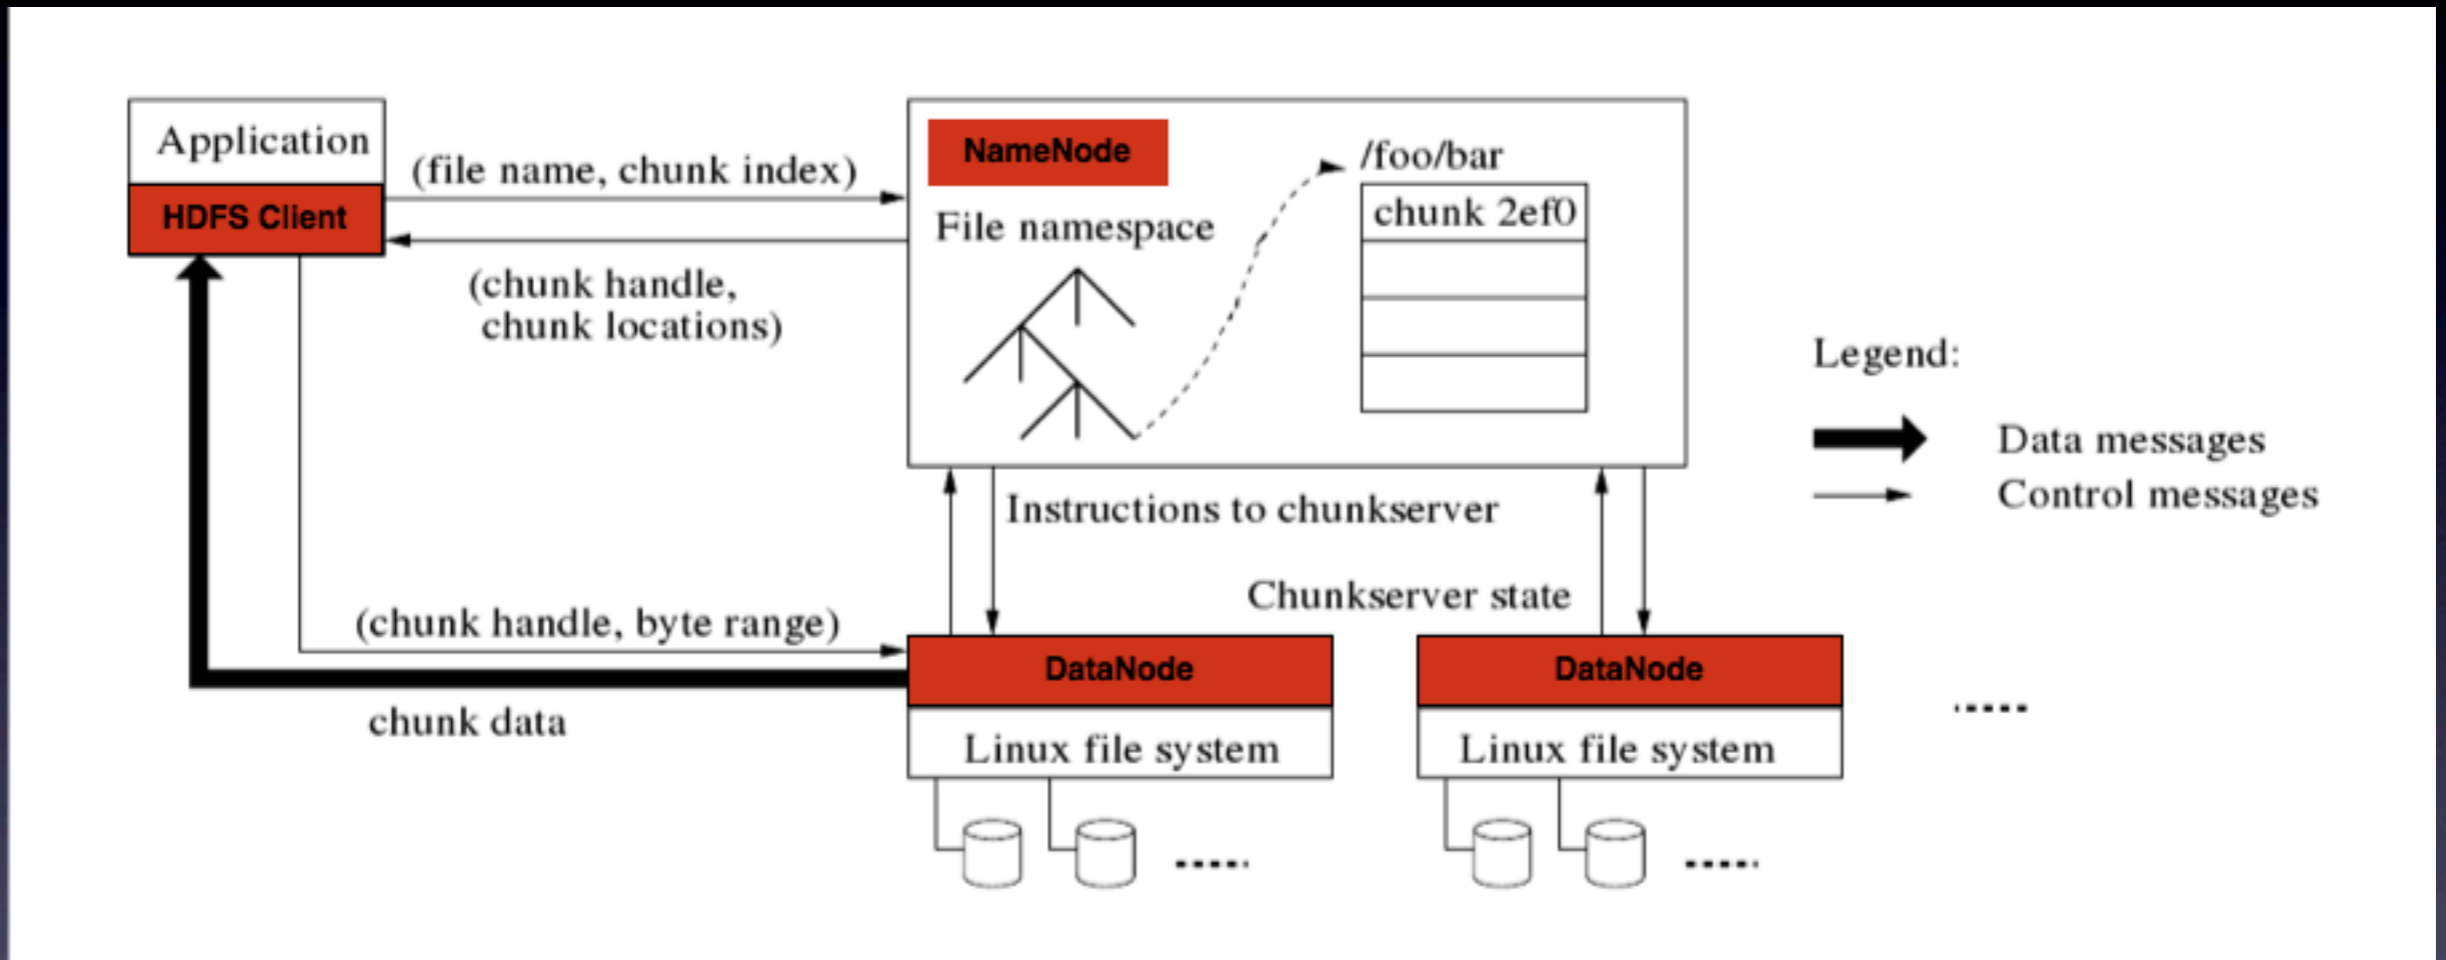 Application
HDFS Client
(file name, chunk index)
(chunk handle,
chunk locations)
NameNode
File namespace
/foo/bar
chunk 2ef0
Legend:
Data messages
Control messages
Instructions to chunkserver
Chunkserver state
(chunk handle, byte range)
chunk data
DataNode
Linux file system
DataNode
Linux file system